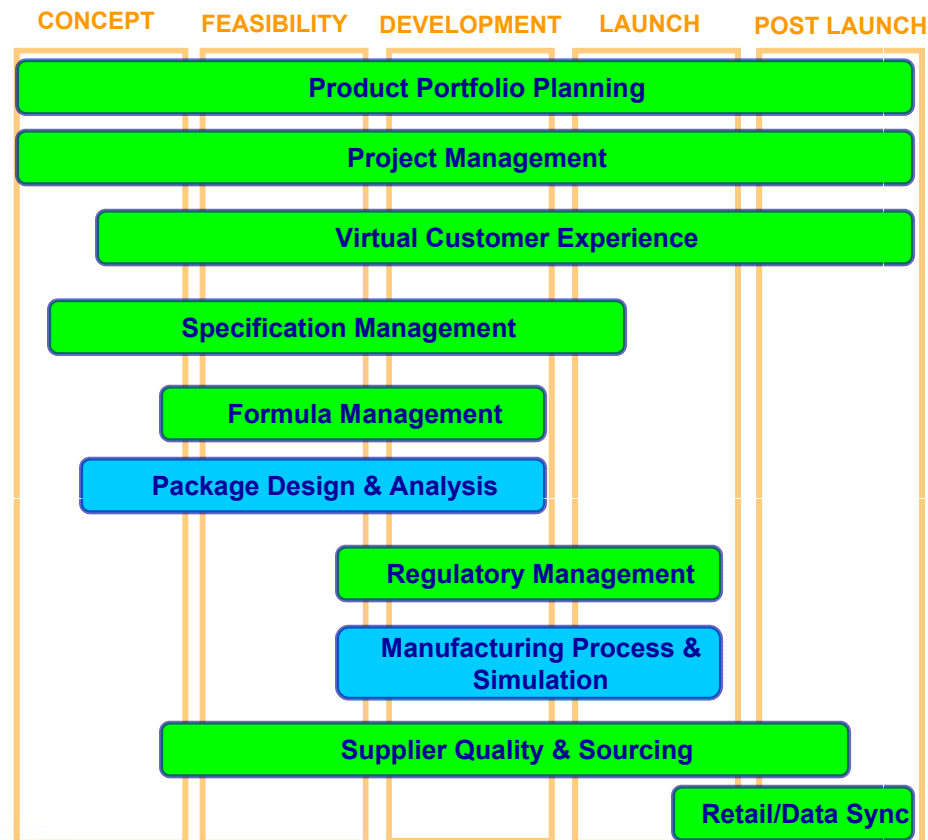 CONCEPT FEASIBILITY DEVELOPMENT LAUNCH POST LAUNCH
Product Portfolio Planning
Project Management
Virtual Customer Experience
Specification Management
Formula Management
Package Design & Analysis
Regulatory Management
Manufacturing Process &
Simulation
Supplier Quality & Sourcing
Retail/Data Sync